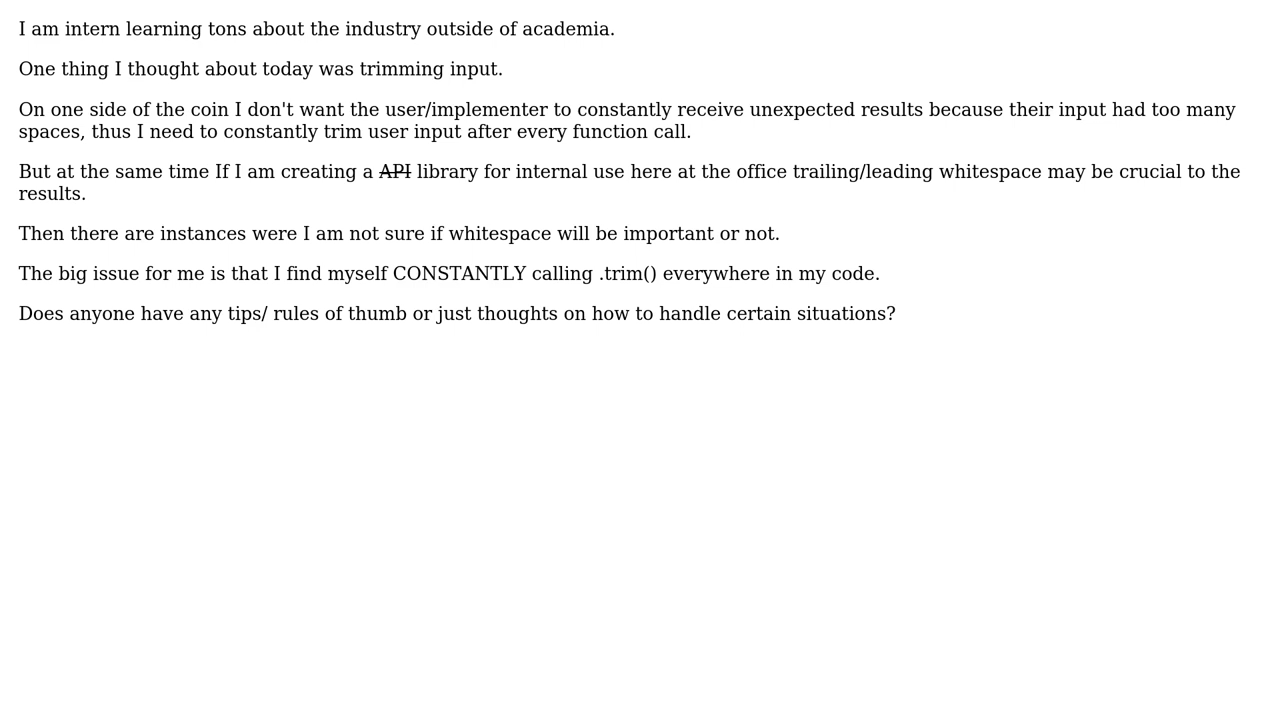 I am intern learning tons about the industry outside of academia.
One thing I thought about today was trimming input.
On one side of the coin I don't want the user/implementer to constantly receive unexpected results because their input had too many
spaces, thus I need to constantly trim user input after every function call.
But at the same time If I am creating a API library for internal use here at the office trailing/leading whitespace may be crucial to the
results.
Then there are instances were I am not sure if whitespace will be important or not.
The big issue for me is that I find myself CONSTANTLY calling .trim() everywhere in my code.
Does anyone have any tips/ rules of thumb or just thoughts on how to handle certain situations?